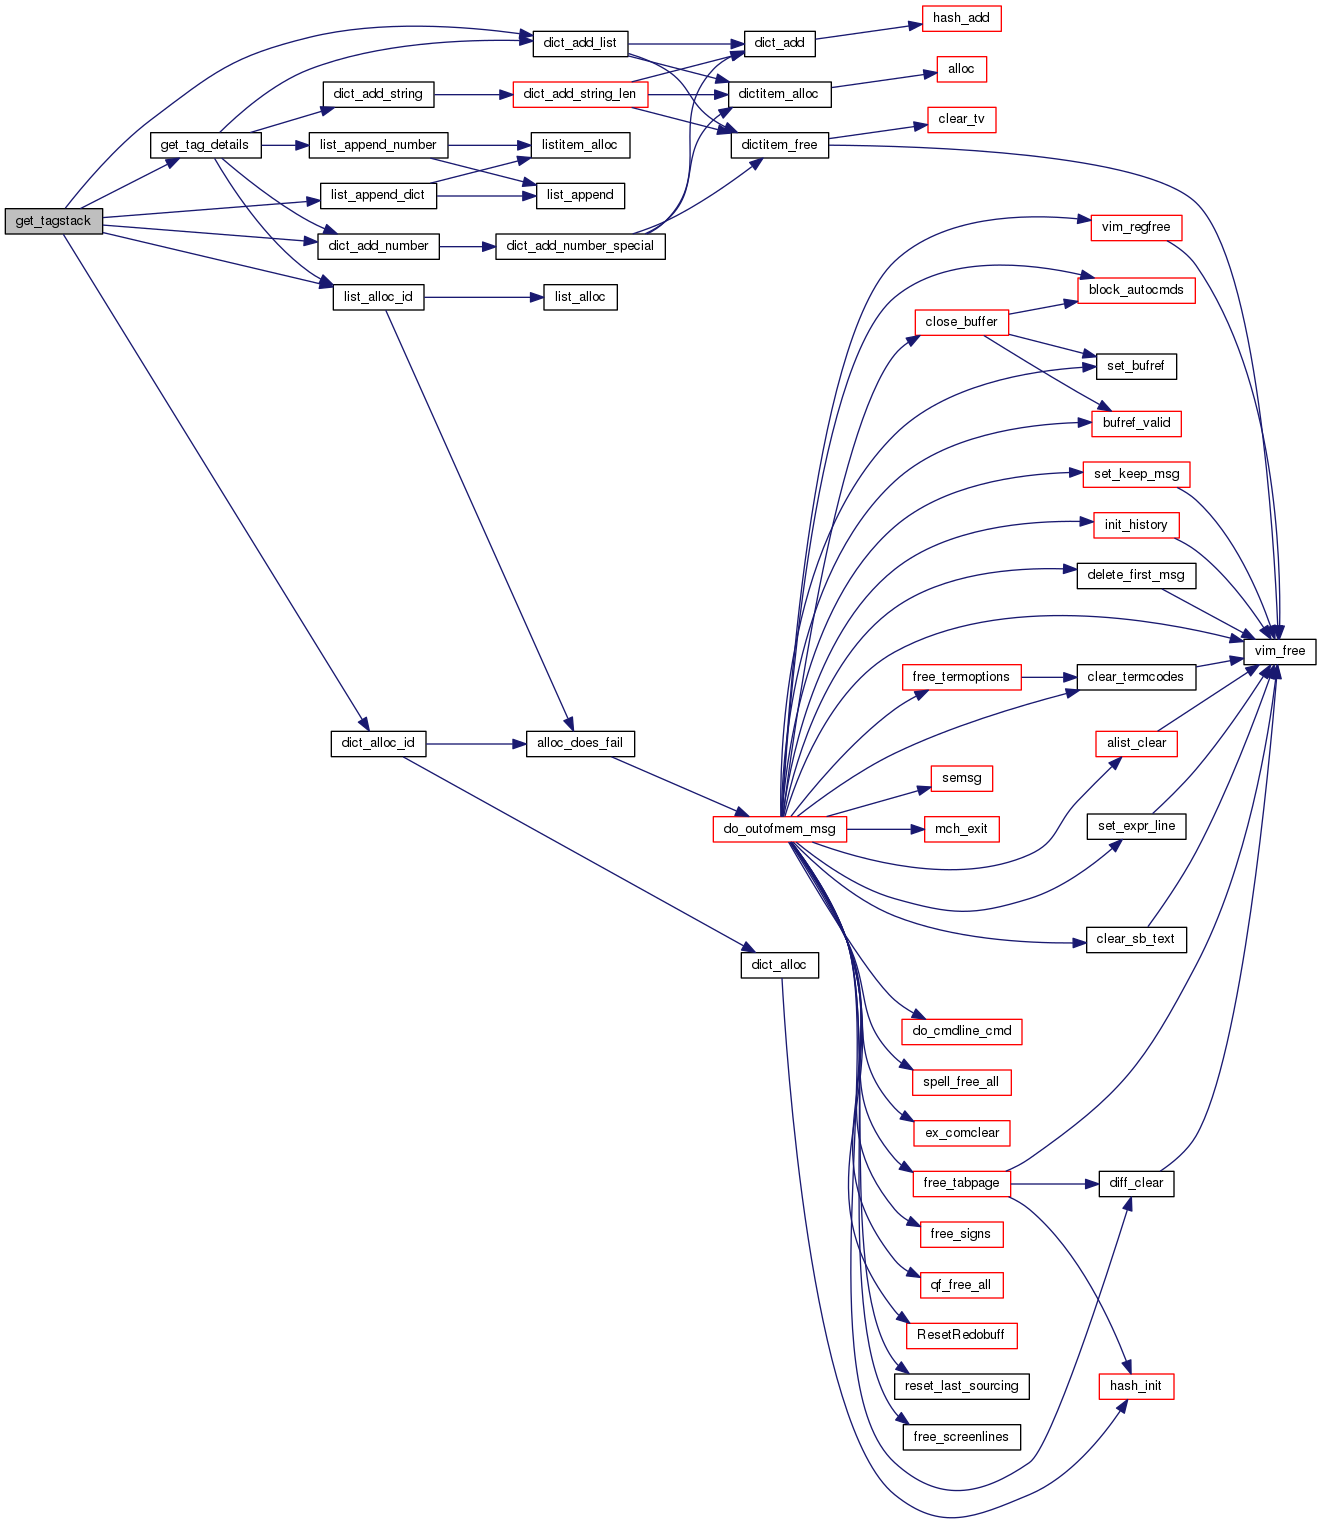 get_tagstack
get_tag_details
dict_add_string
list_append_number
list_append_dict
dict_add_number
list_alloc_id
dict_alloc_id
dict_add_list
dict_add_string_len
listitem_alloc
list_append
dict_add_number_special
list_alloc
alloc_does_fail
dict_add
dictitem_alloc
dictitem_free
do_outofmem_msg
dict_alloc
hash_add
alloc
clear_tv
close_buffer
free_termoptions
semsg
mch_exit
do_cmdline_cmd
spell_free_all
ex_comclear
free_tabpage
free_signs
qf_free_all
ResetRedobuff
reset_last_sourcing
free_screenlines
vim_regfree
block_autocmds
set_bufref
bufref_valid
set_keep_msg
init_history
delete_first_msg
clear_termcodes
alist_clear
set_expr_line
clear_sb_text
diff_clear
hash_init
vim_free